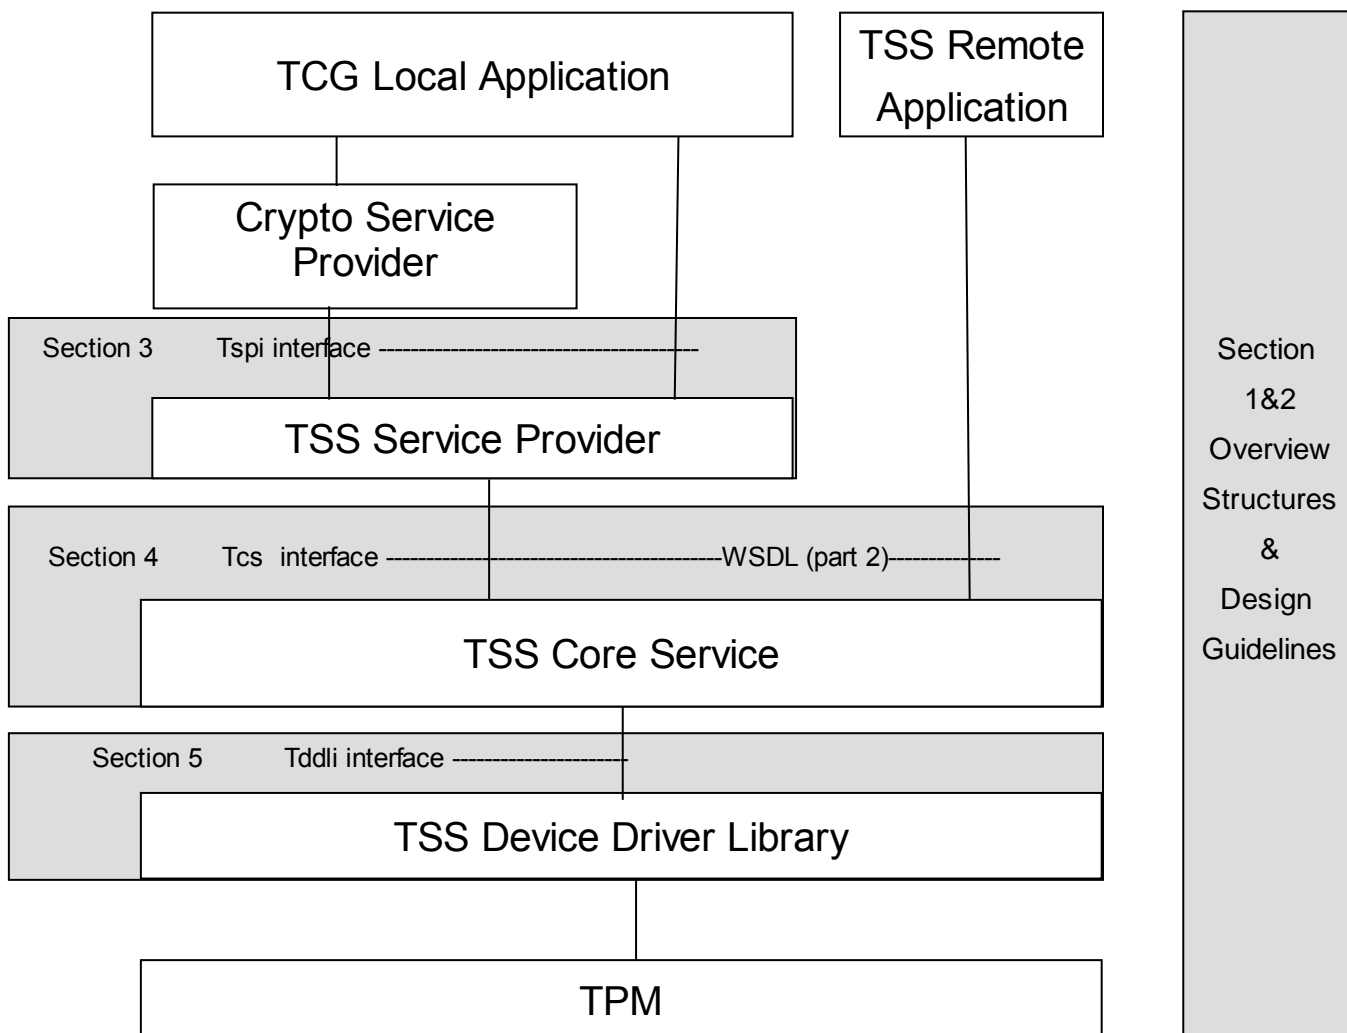 TCG Local Application
TSS Remote
Application
Crypto Service
Provider
Section 3 Tspi interface ----------------------------------------
TSS Service Provider
Section 4 Tcs interface ------------------------------------------WSDL (part 2)--------------
TSS Core Service
Section 5 Tddli interface ----------------------
TSS Device Driver Library
TPM
Section
1&2
Overview
Structures
&
Design
Guidelines